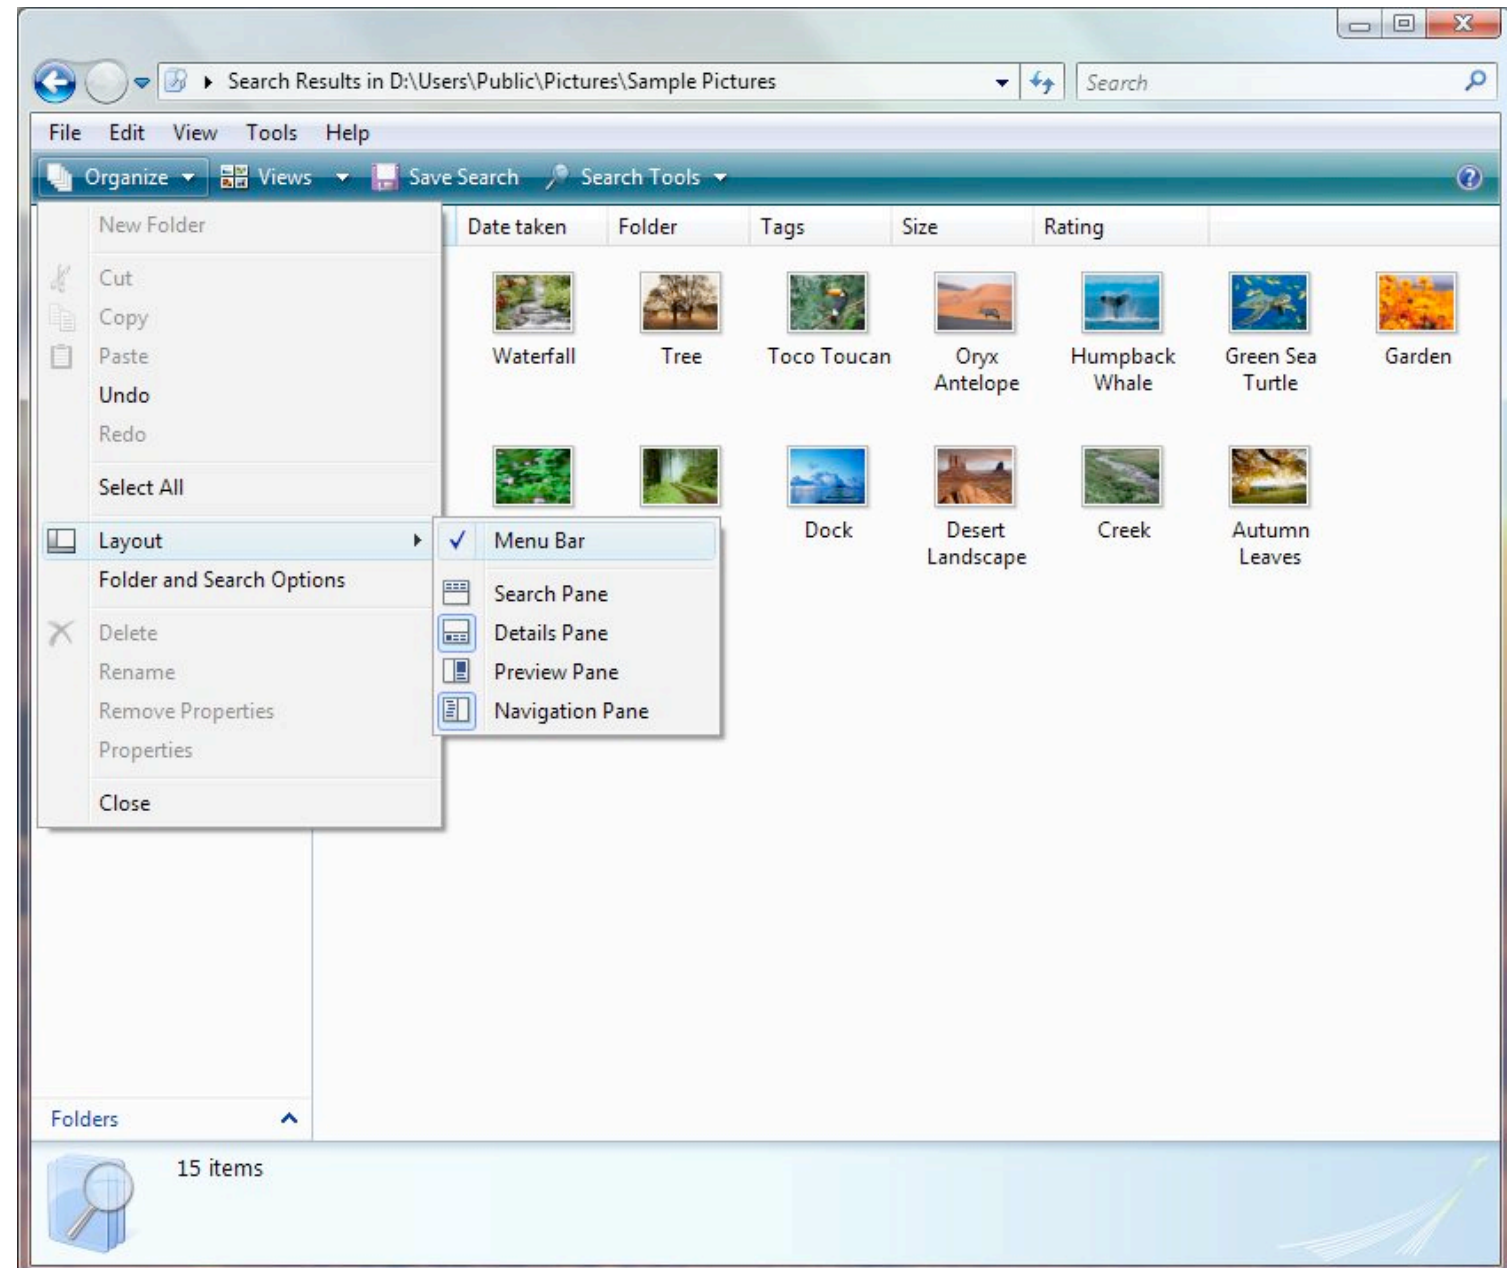 Search Results in D:\Users\Public\Pictures\Sample Pictures
Search
File Edit View Tools Help
Organize Views Save Search Search Tools
New Folder
Cut
Copy
Paste
Undo
Redo
Select All
Layout
Folder and Search Options
Delete
Rename
Remove Properties
Properties
Close
Menu Bar
Search Pane
Details Pane
Preview Pane
Navigation Pane
Date taken Folder Tags Size Rating
Waterfall Tree Toco Toucan Oryx Humpback Green Sea Garden
Antelope Whale Turtle
Dock Desert Creek Autumn
Landscape Leaves
Folders
15 items